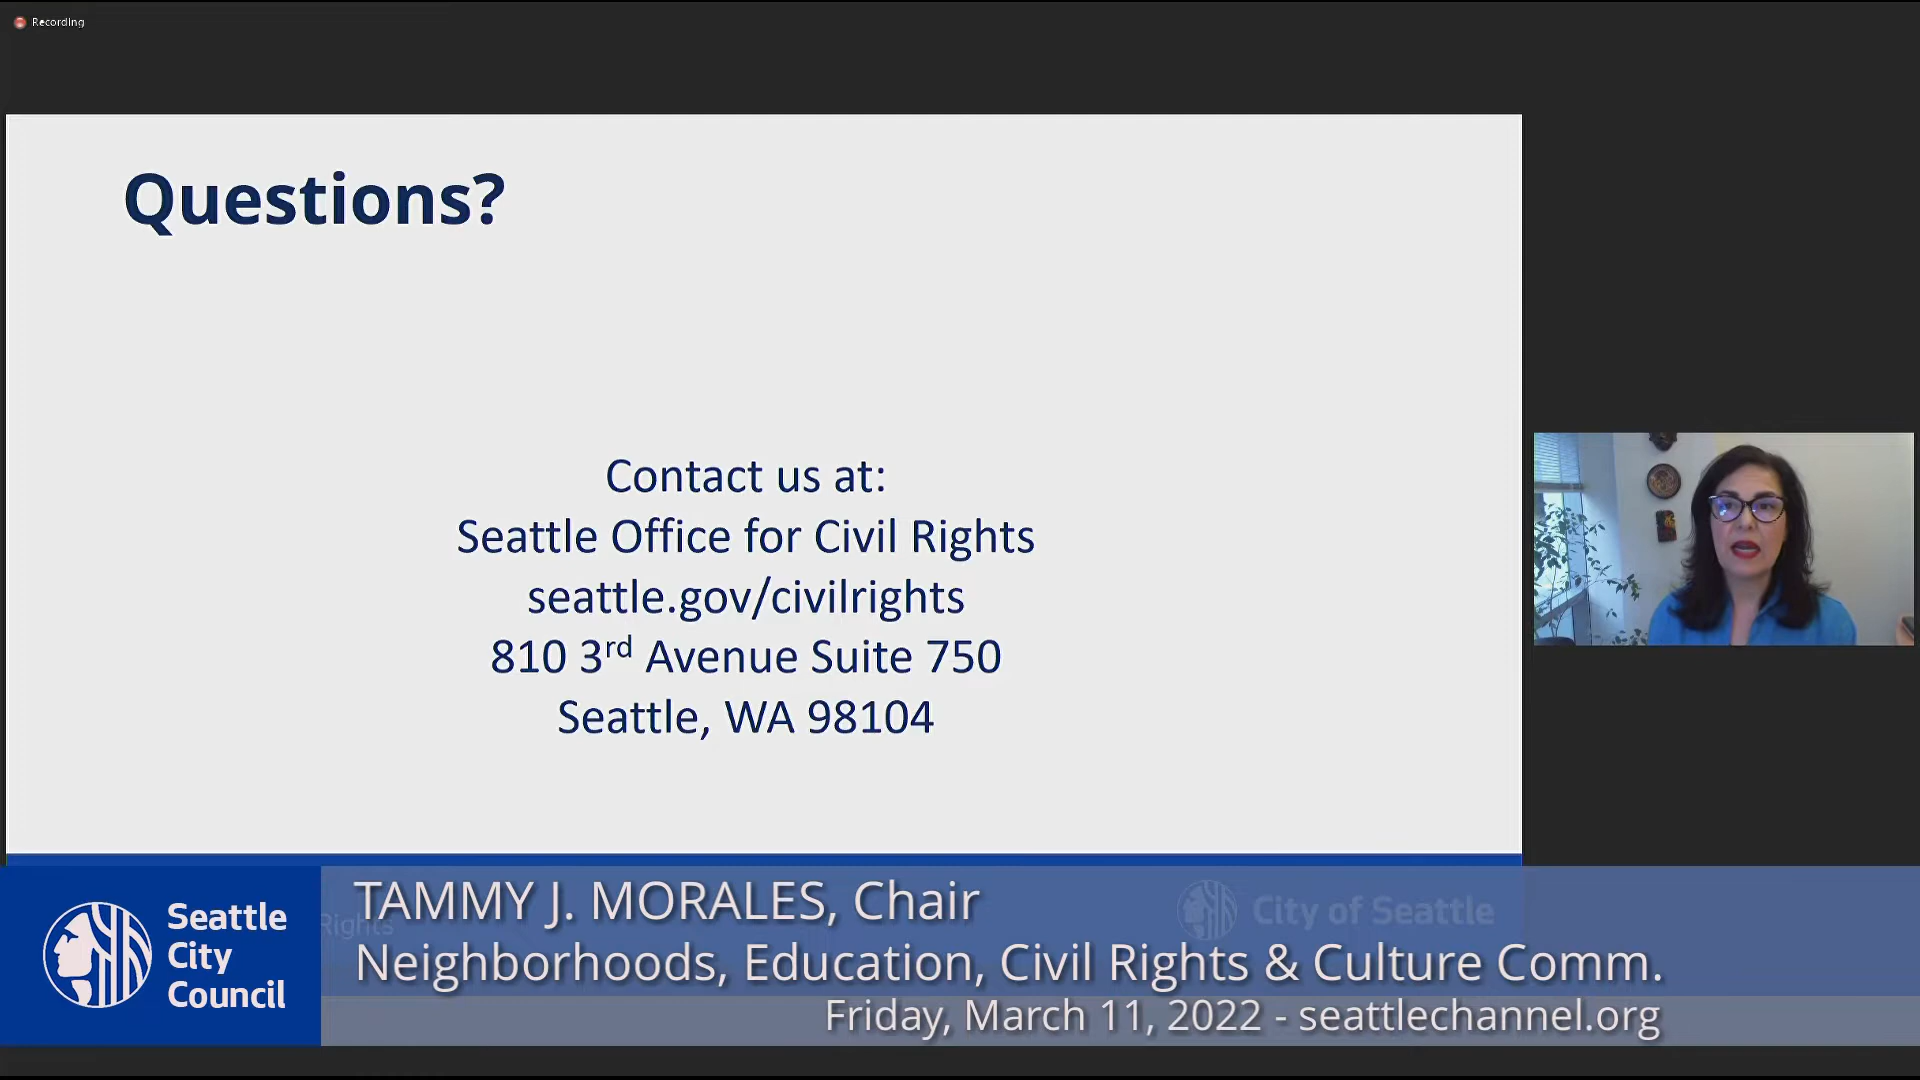 Recording
Questions?
Contact us at:
Seattle Office for Civil Rights
seattle.gov/civilrights
810 3rd Avenue Suite 750
Seattle, WA 98104
Seattle
City
Council
Rights
City of Seattle
TAMMY J. MORALES, Chair
Neighborhoods, Education, Civil Rights & Culture Comm.
Friday, March 11, 2022 - seattlechannel.org